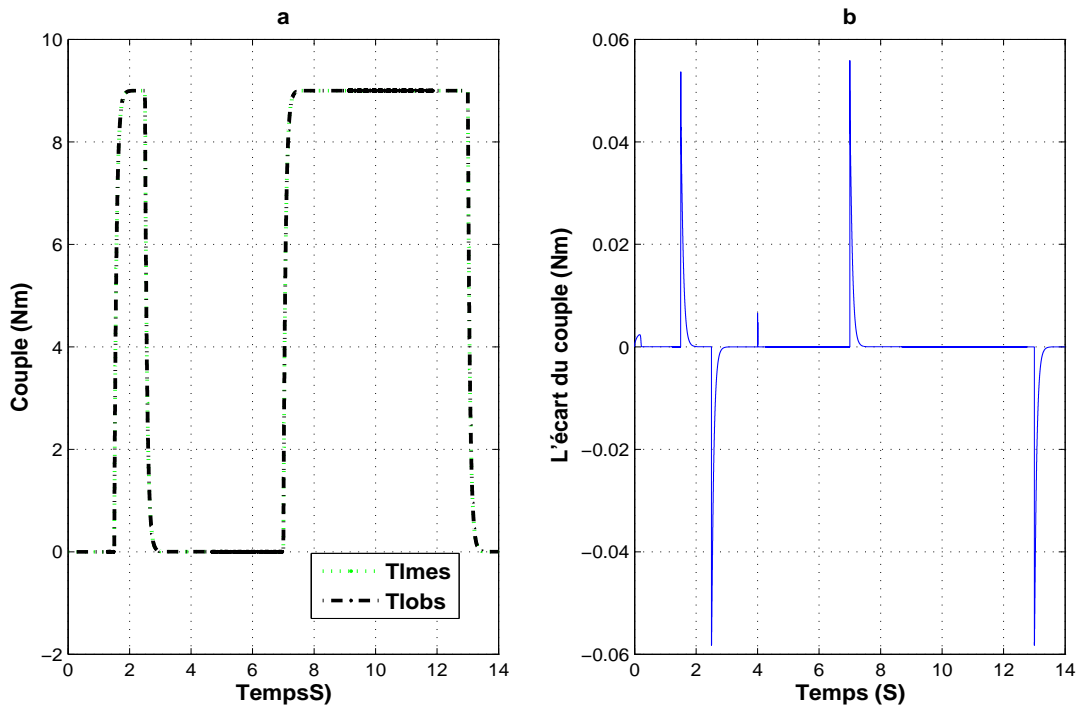 a
10
8
6
4
2
0
−2
Couple (Nm)
0 2 4 6 8 10 12 14
TempsS)
Tlmes
Tlobs
b
0.06
0.04
0.02
0
−0.02
−0.04
−0.06
L'écart du couple (Nm)
0 2 4 6 8 10 12 14
Temps (S)